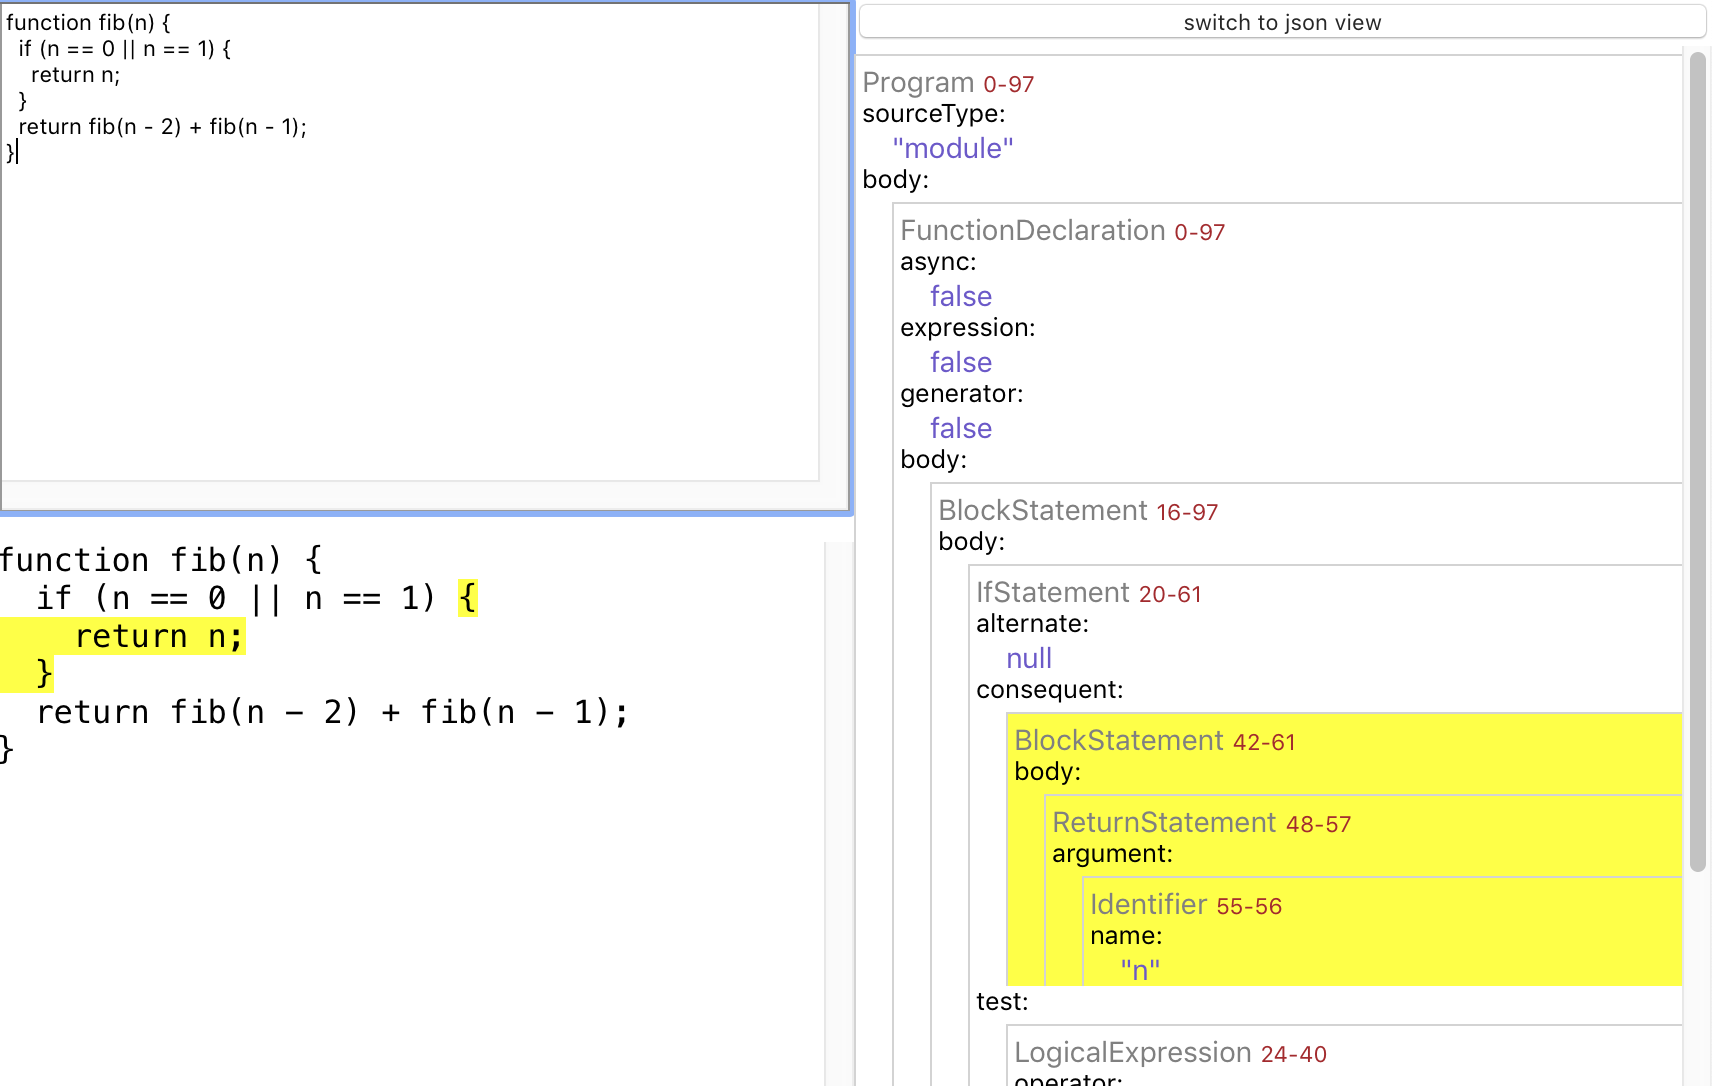 function fib(n) {
  if (n == 0 || n == 1) {
    return n;
  }
  return fib(n - 2) + fib(n - 1);
}
function fib(n) {
  if (n == 0 || n == 1) {
    return n;
  }
  return fib(n − 2) + fib(n − 1);
}
switch to json view
Program 0-97
sourceType:
"module"
body:
FunctionDeclaration 0-97
async:
false
expression:
false
generator:
false
body:
BlockStatement 16-97
body:
IfStatement 20-61
alternate:
null
consequent:
BlockStatement 42-61
body:
ReturnStatement 48-57
argument:
Identifier 55-56
name:
"n"
test:
LogicalExpression 24-40
operator: